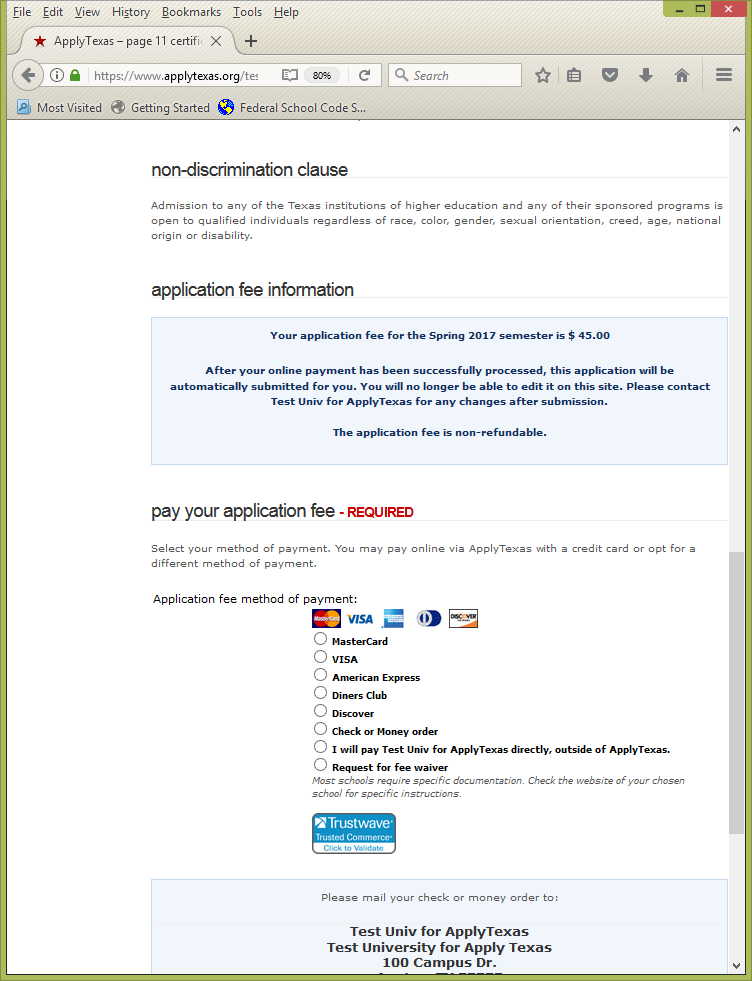 File Edit View History Bookmarks Tools Help
ApplyTexas – page 11 certifi
https://www.applytexas.org/tes 80% Search
Most Visited Getting Started Federal School Code S...
non-discrimination clause
Admission to any of the Texas institutions of higher education and any of their sponsored programs is
open to qualified individuals regardless of race, color, gender, sexual orientation, creed, age, national
origin or disability.
application fee information
Your application fee for the Spring 2017 semester is $ 45.00
After your online payment has been successfully processed, this application will be
automatically submitted for you. You will no longer be able to edit it on this site. Please contact
Test Univ for ApplyTexas for any changes after submission.
The application fee is non-refundable.
pay your application fee - REQUIRED
Select your method of payment. You may pay online via ApplyTexas with a credit card or opt for a
different method of payment.
Application fee method of payment:
MasterCard VISA DISCOVER
MasterCard
VISA
American Express
Diners Club
Discover
Check or Money order
I will pay Test Univ for ApplyTexas directly, outside of ApplyTexas.
Request for fee waiver
Most schools require specific documentation. Check the website of your chosen
school for specific instructions.
Trustwave®
Trusted Commerce®
Click to Validate
Please mail your check or money order to:
Test Univ for ApplyTexas
Test University for Apply Texas
100 Campus Dr.